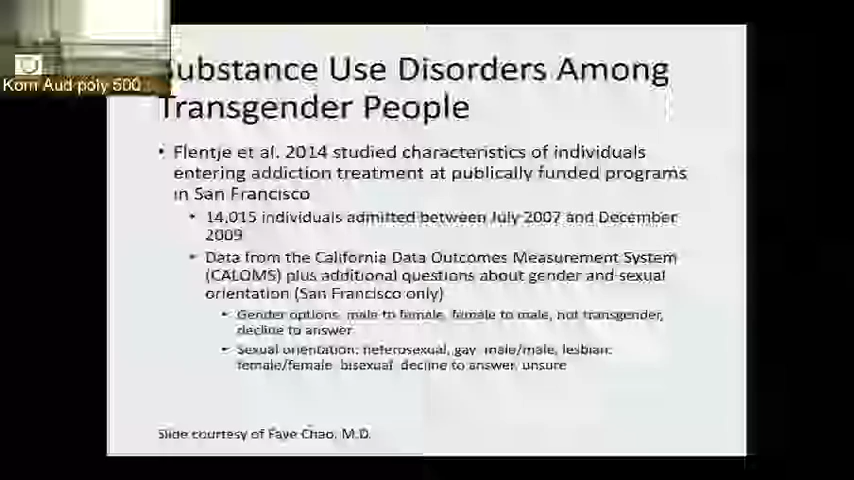 Kom Aud poly 500
Substance Use Disorders Among
Transgender People
• Flentje et al. 2014 studied characteristics of individuals
entering addiction treatment at publically funded programs
in San Francisco
• 14,015 individuals admitted between July 2007 and December
2009
• Data from the California Data Outcomes Measurement System
(CALOMS) plus additional questions about gender and sexual
orientation (San Francisco only)
• Gender options: male to female, female to male, not transgender,
decline to answer
• Sexual orientation: heterosexual, gay male/male, lesbian:
female/female bisexual decline to answer, unsure
Slide courtesy of Faye Chao, M.D.